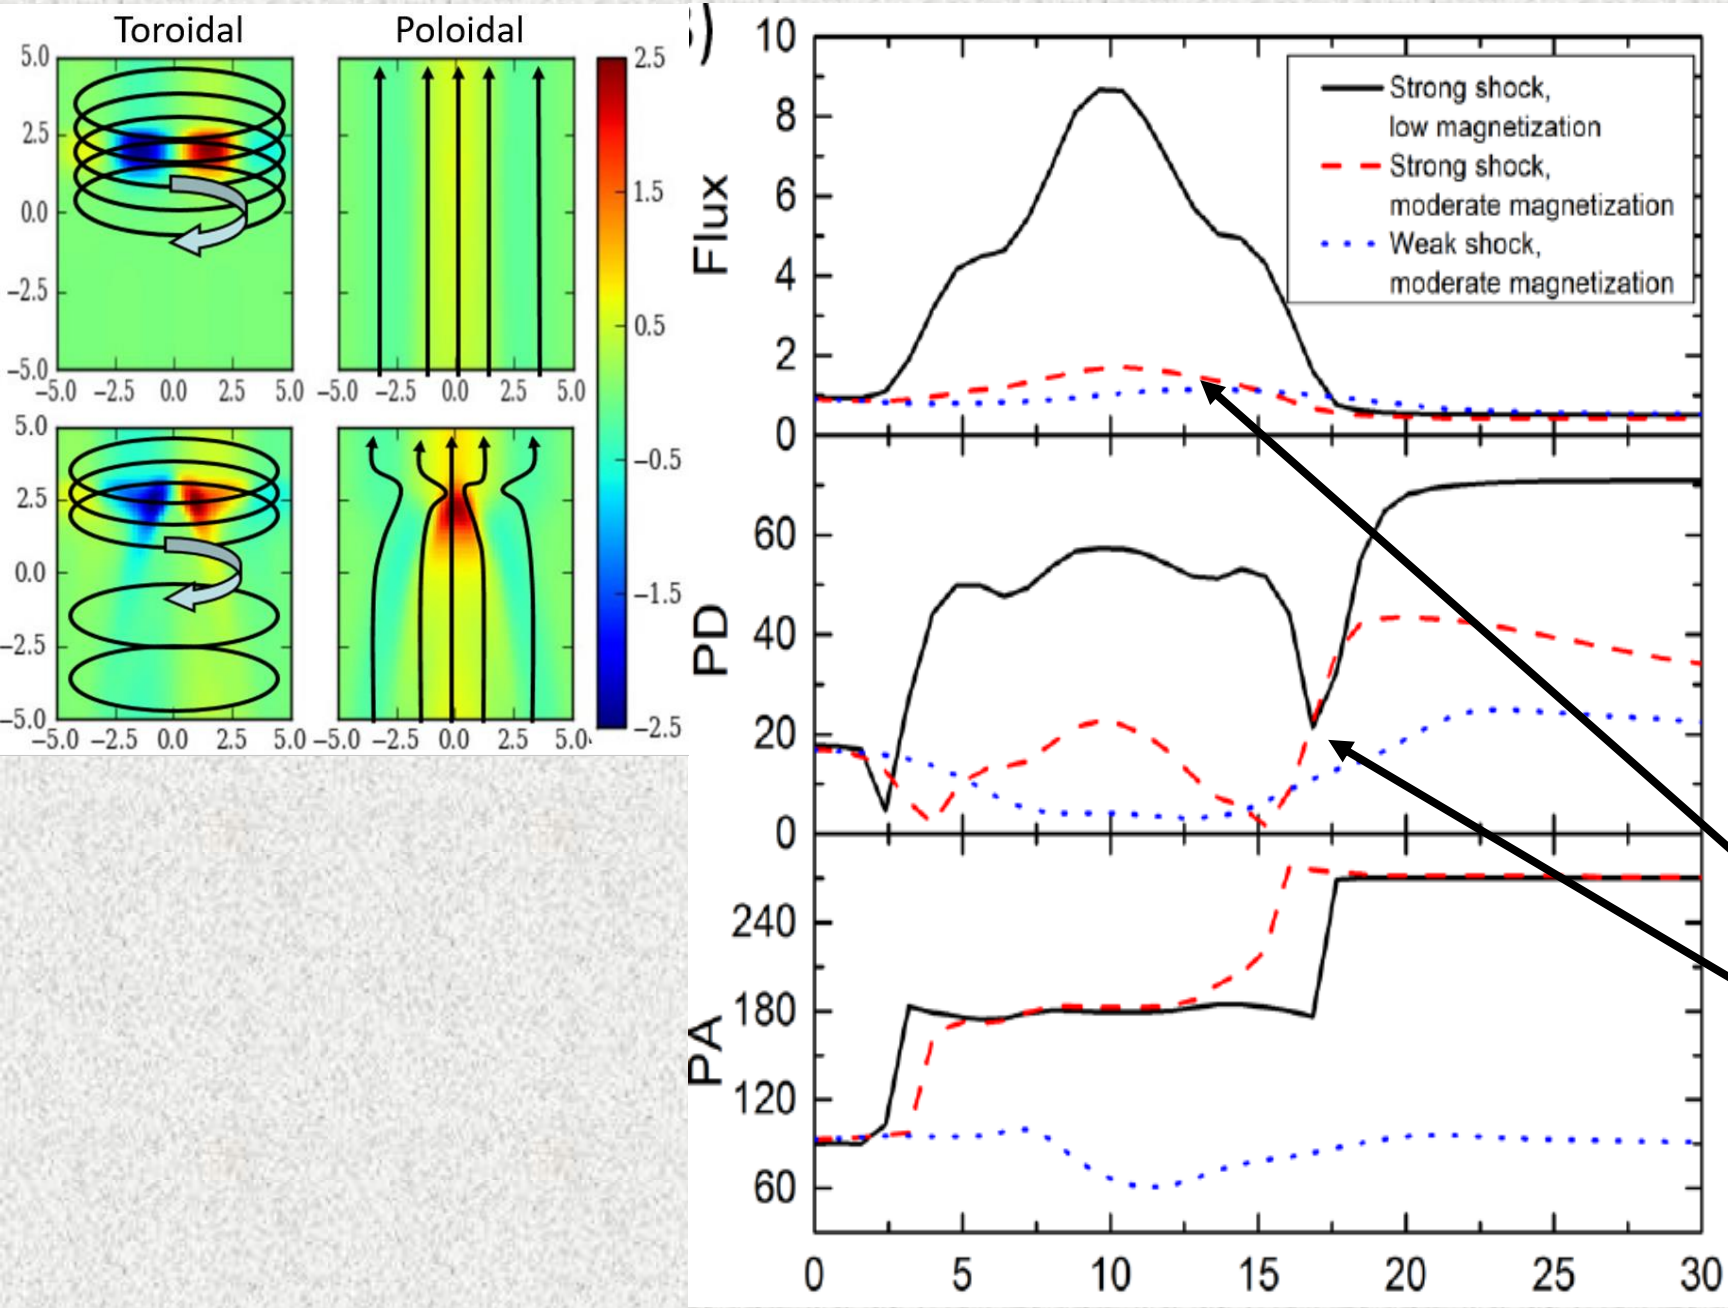 Toroidal
Poloidal
5.0
2.5
0.0
−2.5
−5.0
−5.0 −2.5 0.0 2.5 5.0
−5.0 −2.5 0.0 2.5 5.0
5.0
2.5
0.0
−2.5
−5.0
−5.0 −2.5 0.0 2.5 5.0
−5.0 −2.5 0.0 2.5 5.0
2.5
1.5
0.5
−0.5
−1.5
−2.5
)
Flux
10
8
6
4
2
0
Strong shock,
low magnetization
Strong shock,
moderate magnetization
Weak shock,
moderate magnetization
PD
60
40
20
0
PA
240
180
120
60
0 5 10 15 20 25 30